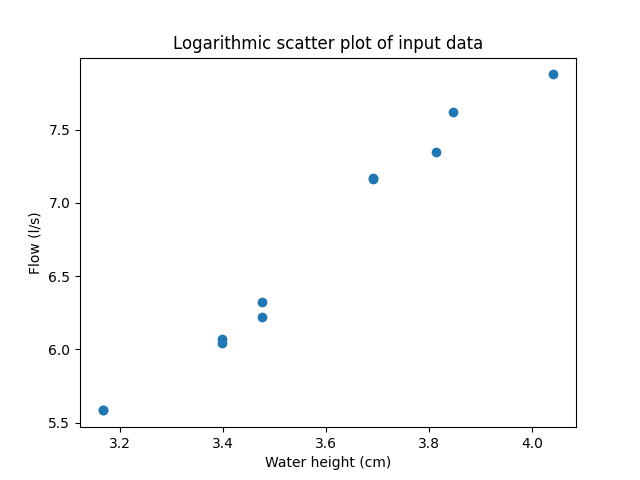 Logarithmic scatter plot of input data
7.5
7.0
6.5
6.0
5.5
Flow (l/s)
3.2 3.4 3.6 3.8 4.0
Water height (cm)